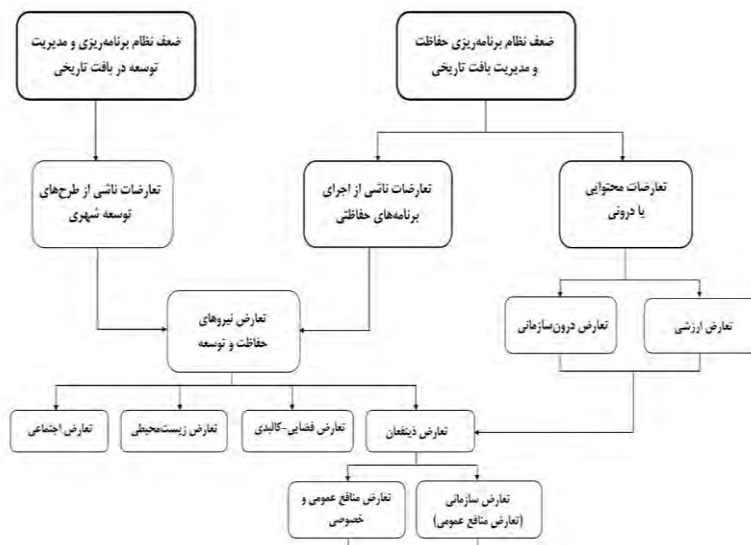 ضعف نظام برنامه‌ریزی حفاظت
و مدیریت بافت تاریخی
ضعف نظام برنامه‌ریزی و مدیریت
توسعه در بافت تاریخی
تعارضات محتوایی
یا درونی
تعارضات ناشی از اجرای
برنامه‌های حفاظتی
تعارضات ناشی از طرح‌های
توسعه شهری
تعارض ارزشی
تعارض درون‌سازمانی
تعارض نیروهای
حفاظت و توسعه
تعارض ذینفعان
تعارض فضایی-کالبدی
تعارض زیست‌محیطی
تعارض اجتماعی
تعارض سازمانی
(تعارض منافع عمومی)
تعارض منافع عمومی و
خصوصی